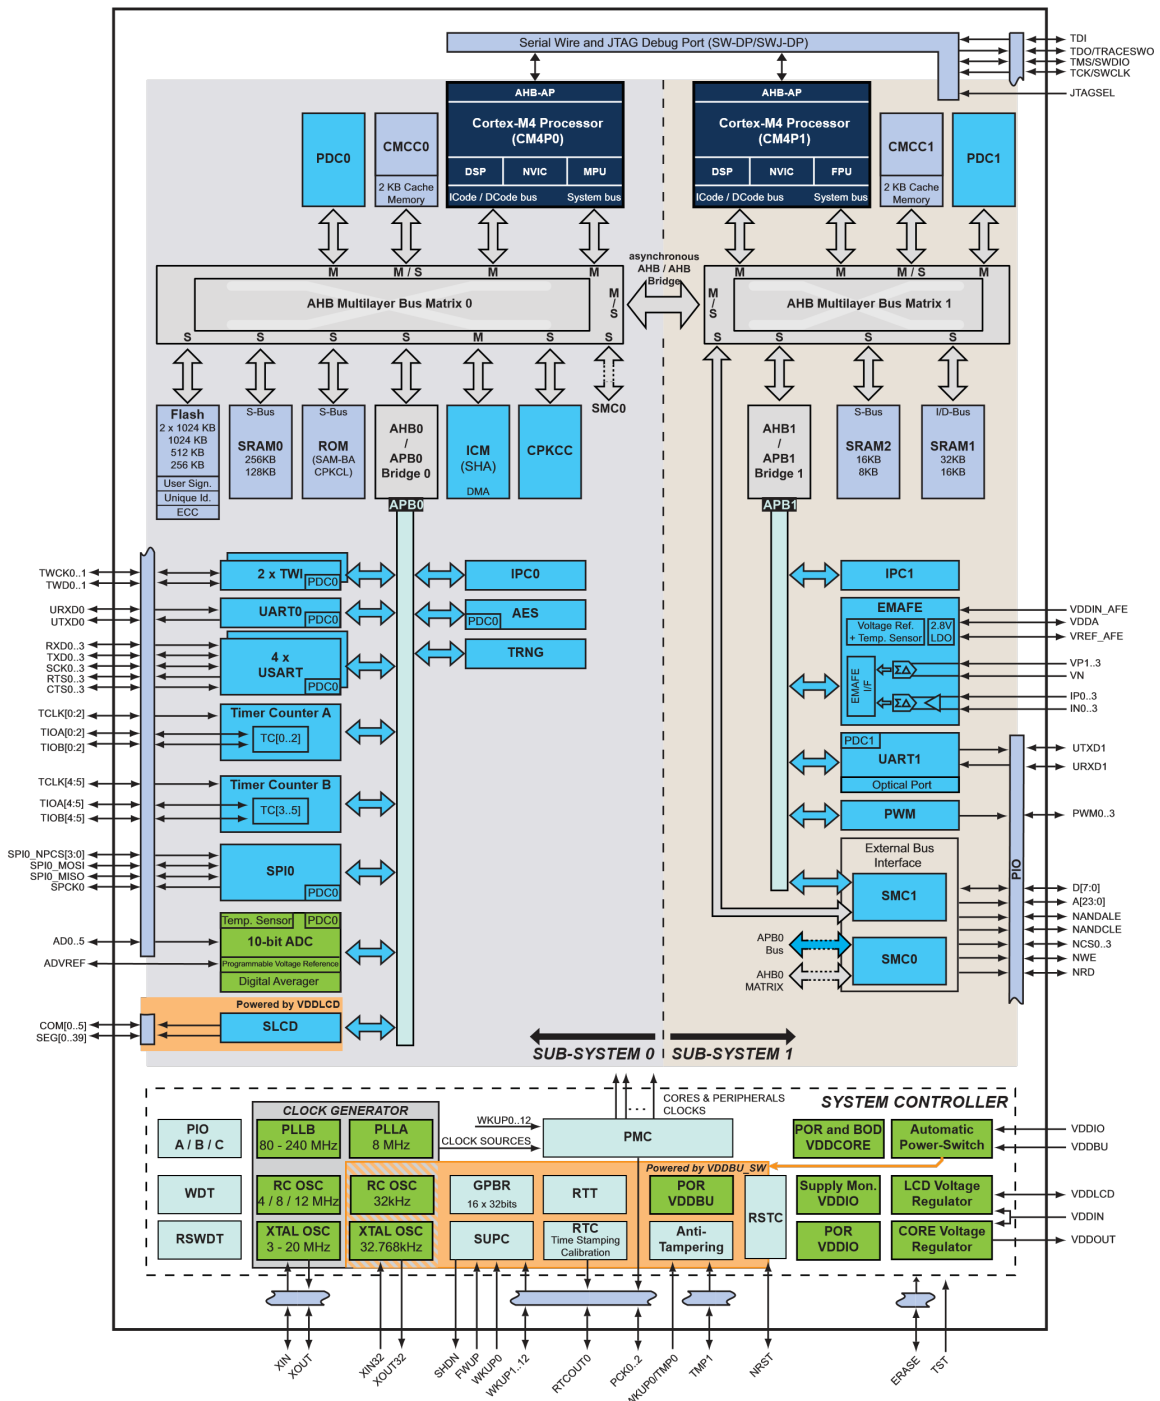 Serial Wire and JTAG Debug Port (SW-DP/SWJ-DP)
TDI
TDO/TRACESWO
TMS/SWDIO
TCK/SWCLK
JTAGSEL
PDC0
CMCC0
2 KB Cache
Memory
AHB-AP
Cortex-M4 Processor
(CM4P0)
DSP
NVIC
MPU
ICode / DCode bus
System bus
AHB-AP
Cortex-M4 Processor
(CM4P1)
DSP
NVIC
FPU
ICode / DCode bus
System bus
CMCC1
2 KB Cache
Memory
PDC1
M
M / S
M
M
asynchronous
AHB / AHB
Bridge
M
M
M / S
M
AHB Multilayer Bus Matrix 0
M
/
S
M
/
S
AHB Multilayer Bus Matrix 1
S
S
S
S
M
S
S
S
S
S
S
SMC0
Flash
2 x 1024 KB
1024 KB
512 KB
256 KB
User Sign.
Unique Id.
ECC
S-Bus
SRAM0
256KB
128KB
S-Bus
ROM
(SAM-BA
CPKCL)
AHB0
/
APB0
Bridge 0
APB0
ICM
(SHA)
DMA
CPKCC
AHB1
/
APB1
Bridge 1
APB1
S-Bus
SRAM2
16KB
8KB
I/D-Bus
SRAM1
32KB
16KB
TWCK0..1
TWD0..1
2 x TWI
PDC0
IPC0
IPC1
URXD0
UTXD0
UART0
PDC0
AES
PDC0
EMAFE
Voltage Ref.
+ Temp. Sensor
2.8V
LDO
EMAFE
I/F
ΣΔ
ΣΔ
VDDIN_AFE
VDDA
VREF_AFE
VP1..3
VN
IP0..3
IN0..3
RXD0..3
TXD0..3
SCK0..3
RTS0..3
CTS0..3
4 x
USART
PDC0
TRNG
TCLK[0:2]
TIOA[0:2]
TIOB[0:2]
Timer Counter A
TC[0..2]
PDC1
UART1
Optical Port
UTXD1
URXD1
TCLK[4:5]
TIOA[4:5]
TIOB[4:5]
Timer Counter B
TC[3..5]
PWM
PWM0..3
PIO
SPI0_NPCS[3:0]
SPI0_MOSI
SPI0_MISO
SPCK0
SPI0
PDC0
External Bus
Interface
SMC1
SMC0
D[7:0]
A[23:0]
NANDALE
NANDCLE
NCS0..3
NWE
NRD
APB0
Bus
AHB0
MATRIX
AD0..5
ADVREF
Temp. Sensor
PDC0
10-bit ADC
Programmable Voltage Reference
Digital Averager
Powered by VDDLCD
COM[0..5]
SEG[0..39]
SLCD
SUB-SYSTEM 0
SUB-SYSTEM 1
CORES & PERIPHERALS
CLOCKS
. . .
SYSTEM CONTROLLER
PIO
A / B / C
CLOCK GENERATOR
PLLB
80 - 240 MHz
PLLA
8 MHz
WKUP0..12
CLOCK SOURCES
PMC
POR and BOD
VDDCORE
Automatic
Power-Switch
VDDIO
VDDBU
Powered by VDDBU_SW
WDT
RC OSC
4 / 8 / 12 MHz
RC OSC
32kHz
GPBR
16 x 32bits
RTT
POR
VDDBU
RSTC
Supply Mon.
VDDIO
LCD Voltage
Regulator
VDDLCD
VDDIN
RSWDT
XTAL OSC
3 - 20 MHz
XTAL OSC
32.768kHz
SUPC
RTC
Time Stamping
Calibration
Anti-
Tampering
POR
VDDIO
CORE Voltage
Regulator
VDDOUT
XIN
XOUT
XIN32
XOUT32
SHDN
FWUP
WKUP0
WKUP1..12
RTCOUT0
PCK0..2
WKUP0/TMP0
TMP1
NRST
ERASE
TST